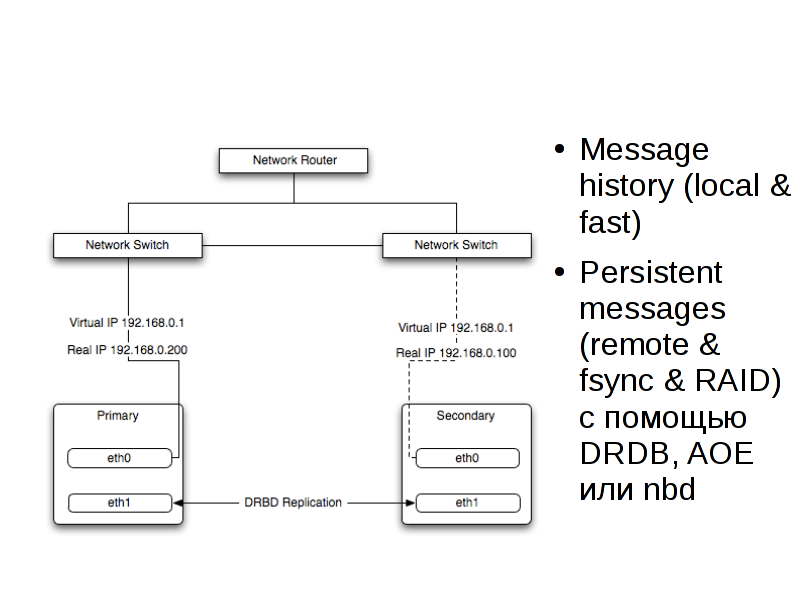 Network Router
Network Switch
Network Switch
Virtual IP 192.168.0.1
Real IP 192.168.0.200
Virtual IP 192.168.0.1
Real IP 192.168.0.100
Primary
eth0
eth1
DRBD Replication
Secondary
eth0
eth1
• Message
history (local &
fast)
• Persistent
messages
(remote &
fsync & RAID)
с помощью
DRDB, AOE
или nbd